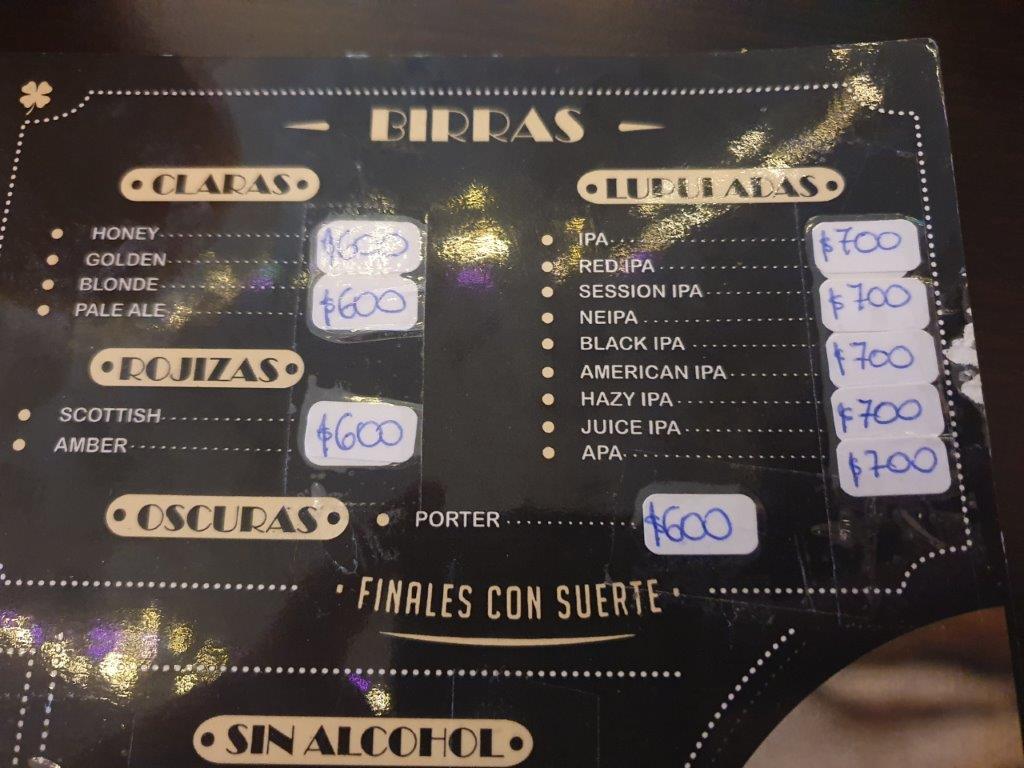 BIRRAS
CLARAS
HONEY $600
GOLDEN
BLONDE $600
PALE ALE
ROJIZAS
SCOTTISH $600
AMBER
OSCURAS
PORTER $600
LUPULADAS
IPA $700
RED IPA
SESSION IPA $700
NEIPA
BLACK IPA $700
AMERICAN IPA
HAZY IPA $700
JUICE IPA
APA $700
FINALES CON SUERTE
SIN ALCOHOL